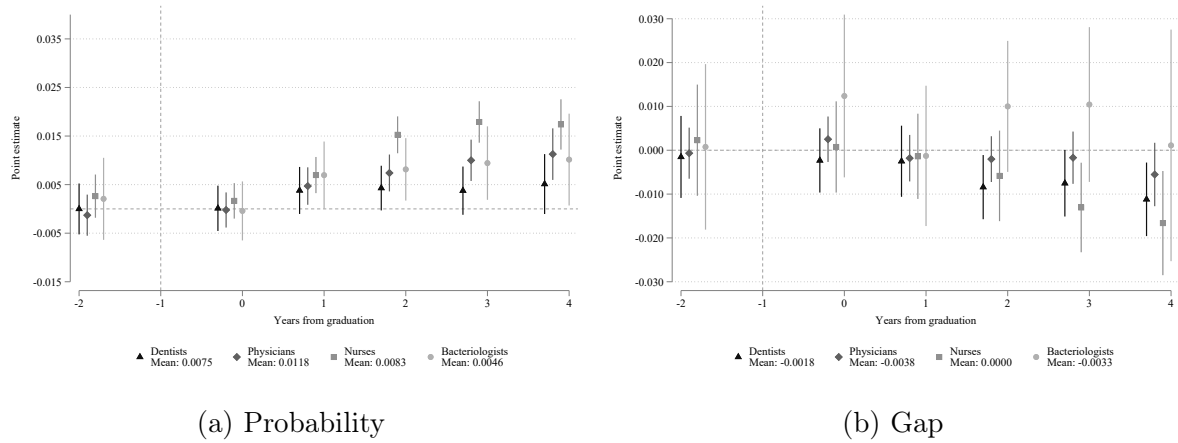 0.035
0.025
0.015
0.005
-0.005
-0.015
Point estimate
-2
-1
0
1
2
3
4
Years from graduation
Dentists
Mean: 0.0075
Physicians
Mean: 0.0118
Nurses
Mean: 0.0083
Bacteriologists
Mean: 0.0046
(a) Probability
0.030
0.020
0.010
0.000
-0.010
-0.020
-0.030
Point estimate
-2
-1
0
1
2
3
4
Years from graduation
Dentists
Mean: -0.0018
Physicians
Mean: -0.0038
Nurses
Mean: 0.0000
Bacteriologists
Mean: -0.0033
(b) Gap